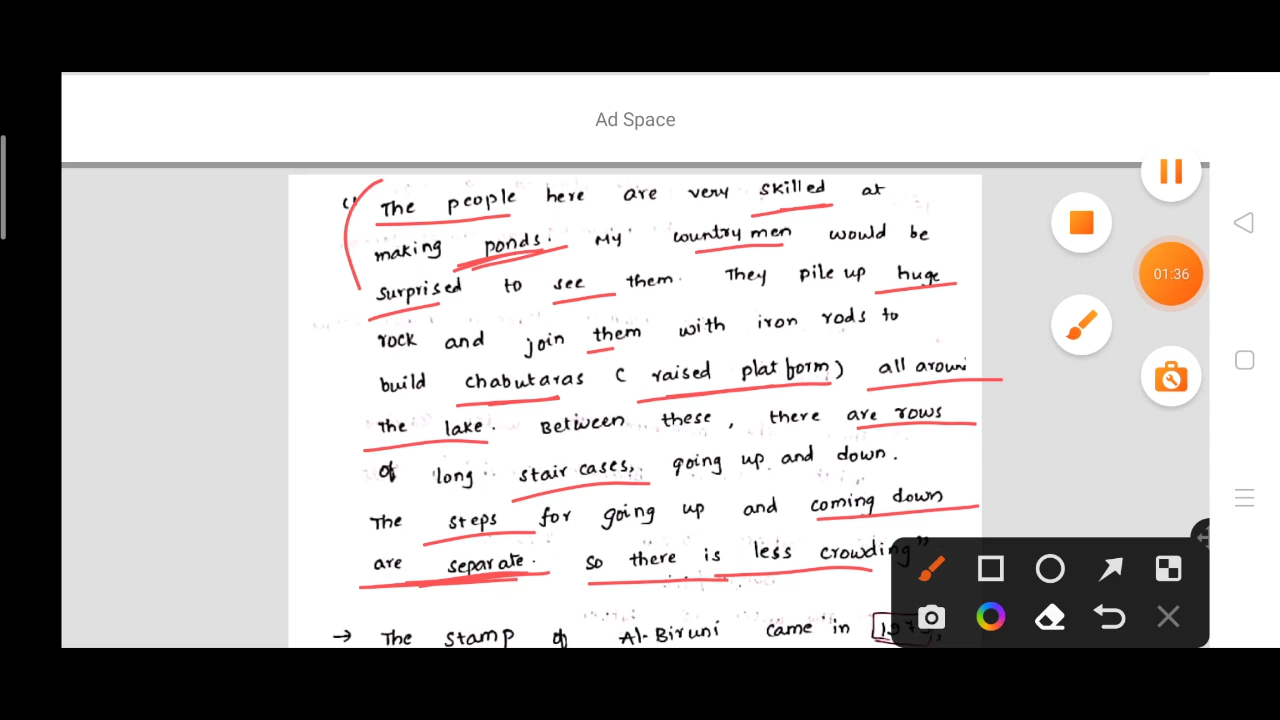 Ad Space
" The people here are very skilled at
making ponds. My country men would be
surprised to see them. They pile up huge
rock and join them with iron rods to
build chabutaras ( raised platform) all aroun
the lake. Between these, there are rows
of long stair cases, going up and down.
The steps for going up and coming down
are separate. So there is less crowding"
→ The stamp of Al-Biruni came in
01:36